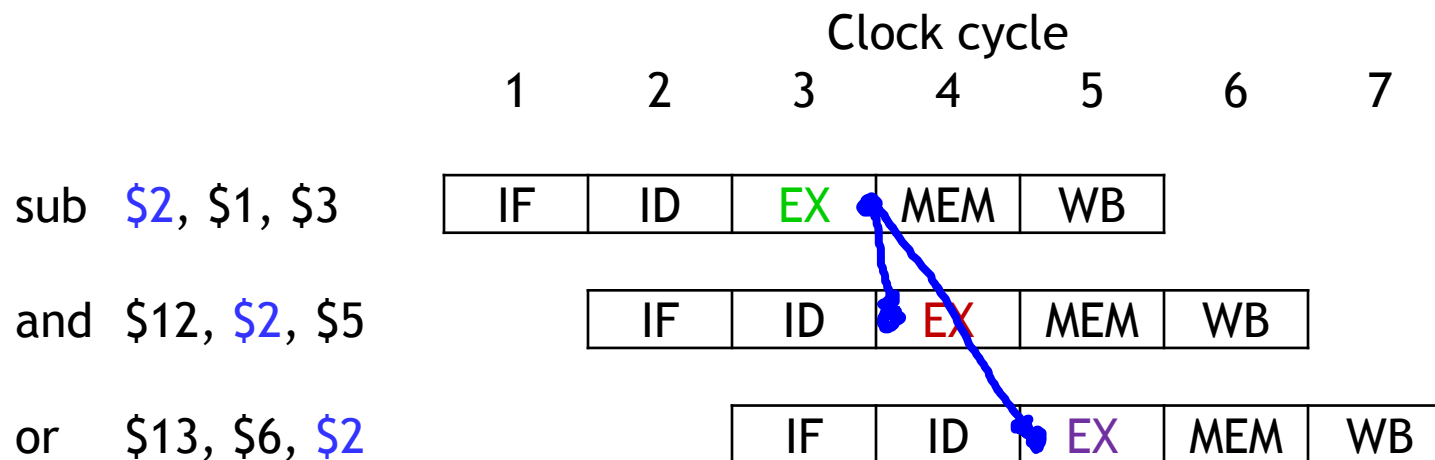 Clock cycle
1 2 3 4 5 6 7
sub $2, $1, $3 IF ID EX MEM WB
and $12, $2, $5 IF ID EX MEM WB
or $13, $6, $2 IF ID EX MEM WB